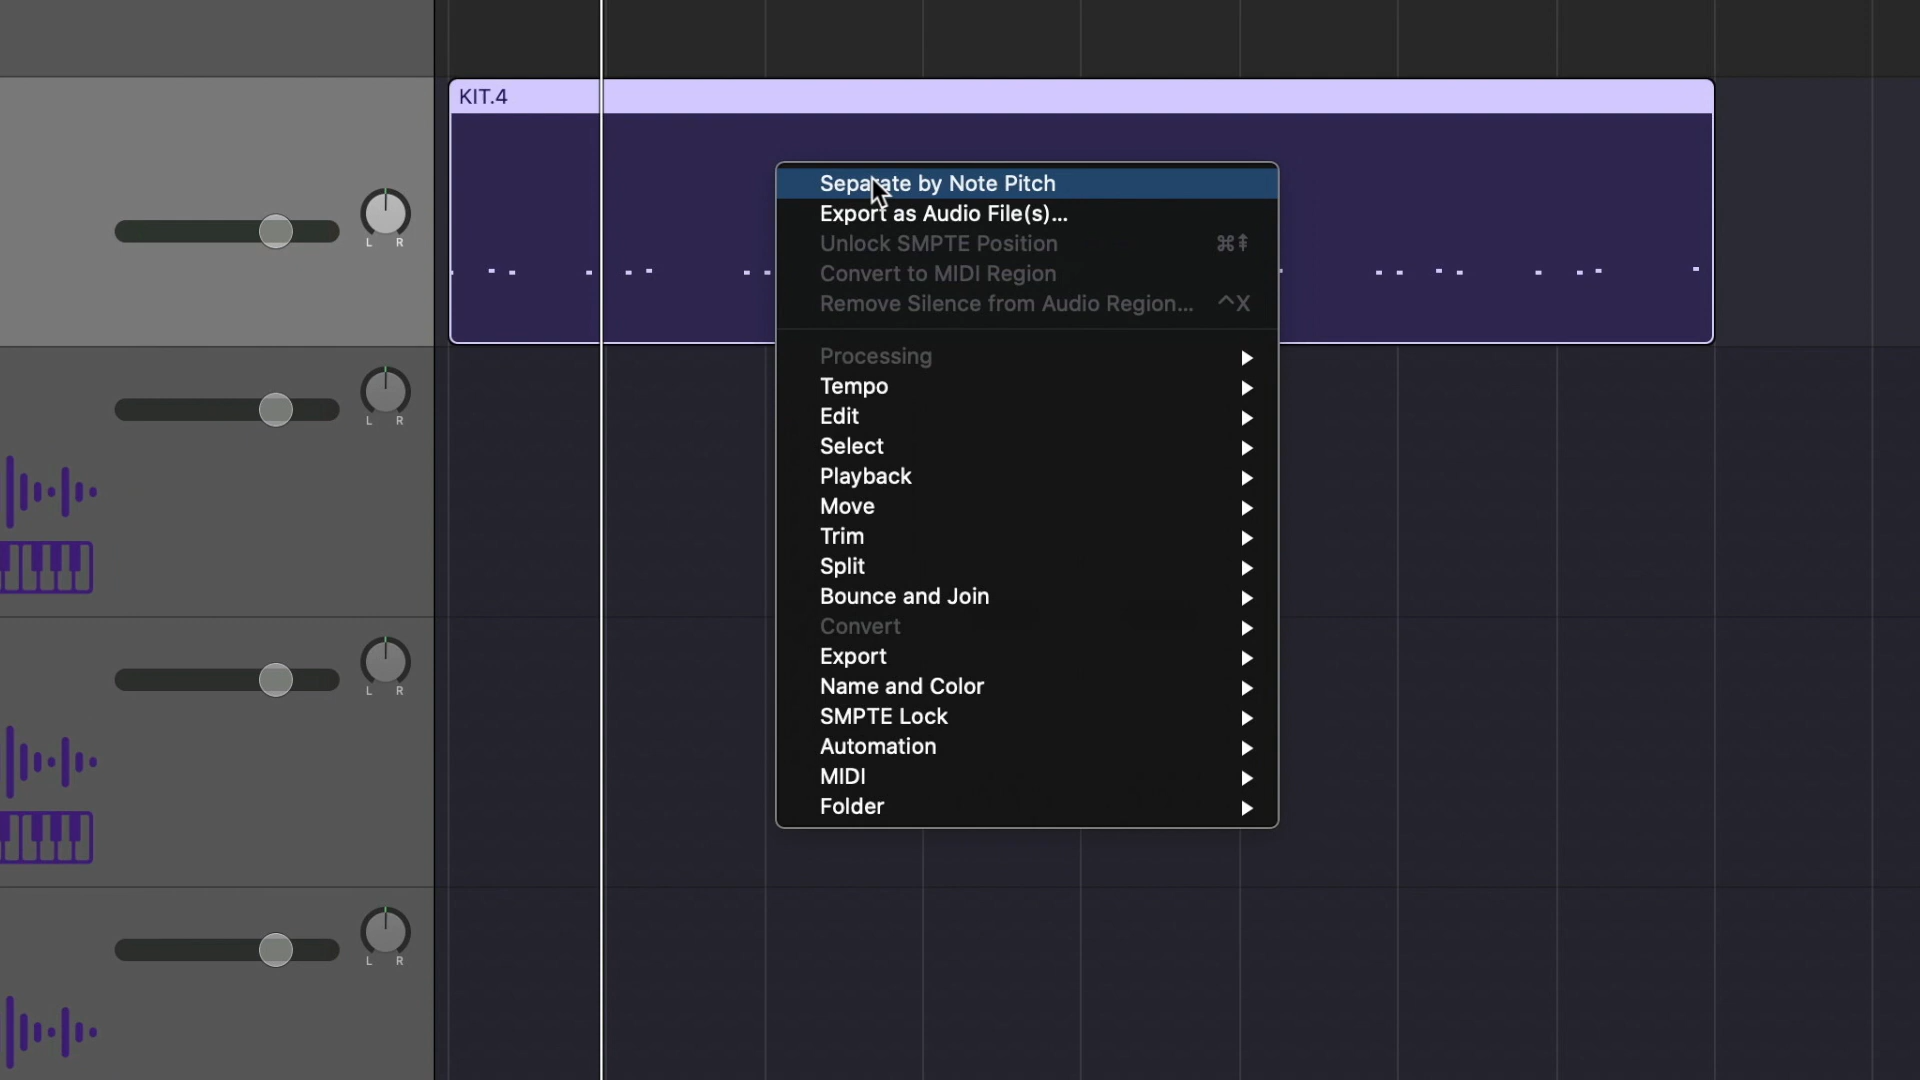 KIT.4
Separate by Note Pitch
Export as Audio File(s)...
Unlock SMPTE Position ⌘⇞
Convert to MIDI Region
Remove Silence from Audio Region... ^X
L R
Processing
Tempo
L R
Edit
Select
Playback
Move
Trim
Split
Bounce and Join
Convert
Export
L R
Name and Color
SMPTE Lock
Automation
MIDI
Folder
L R